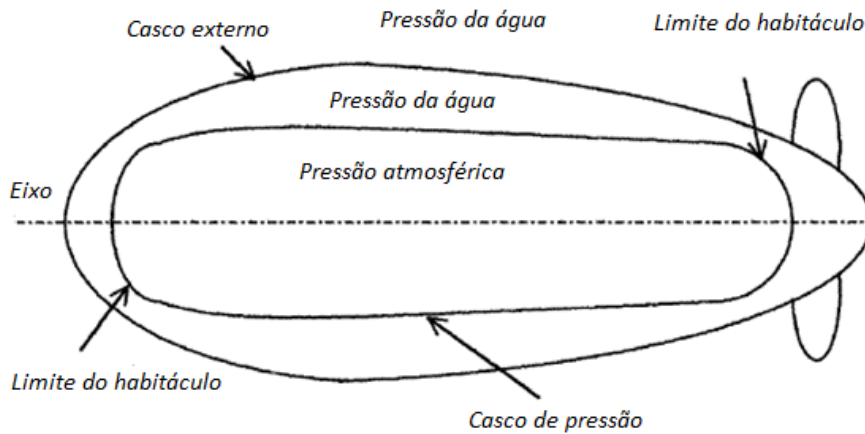 Pressão da água
Limite do habitáculo
Casco externo
Pressão da água
Pressão atmosférica
Eixo
Limite do habitáculo
Casco de pressão